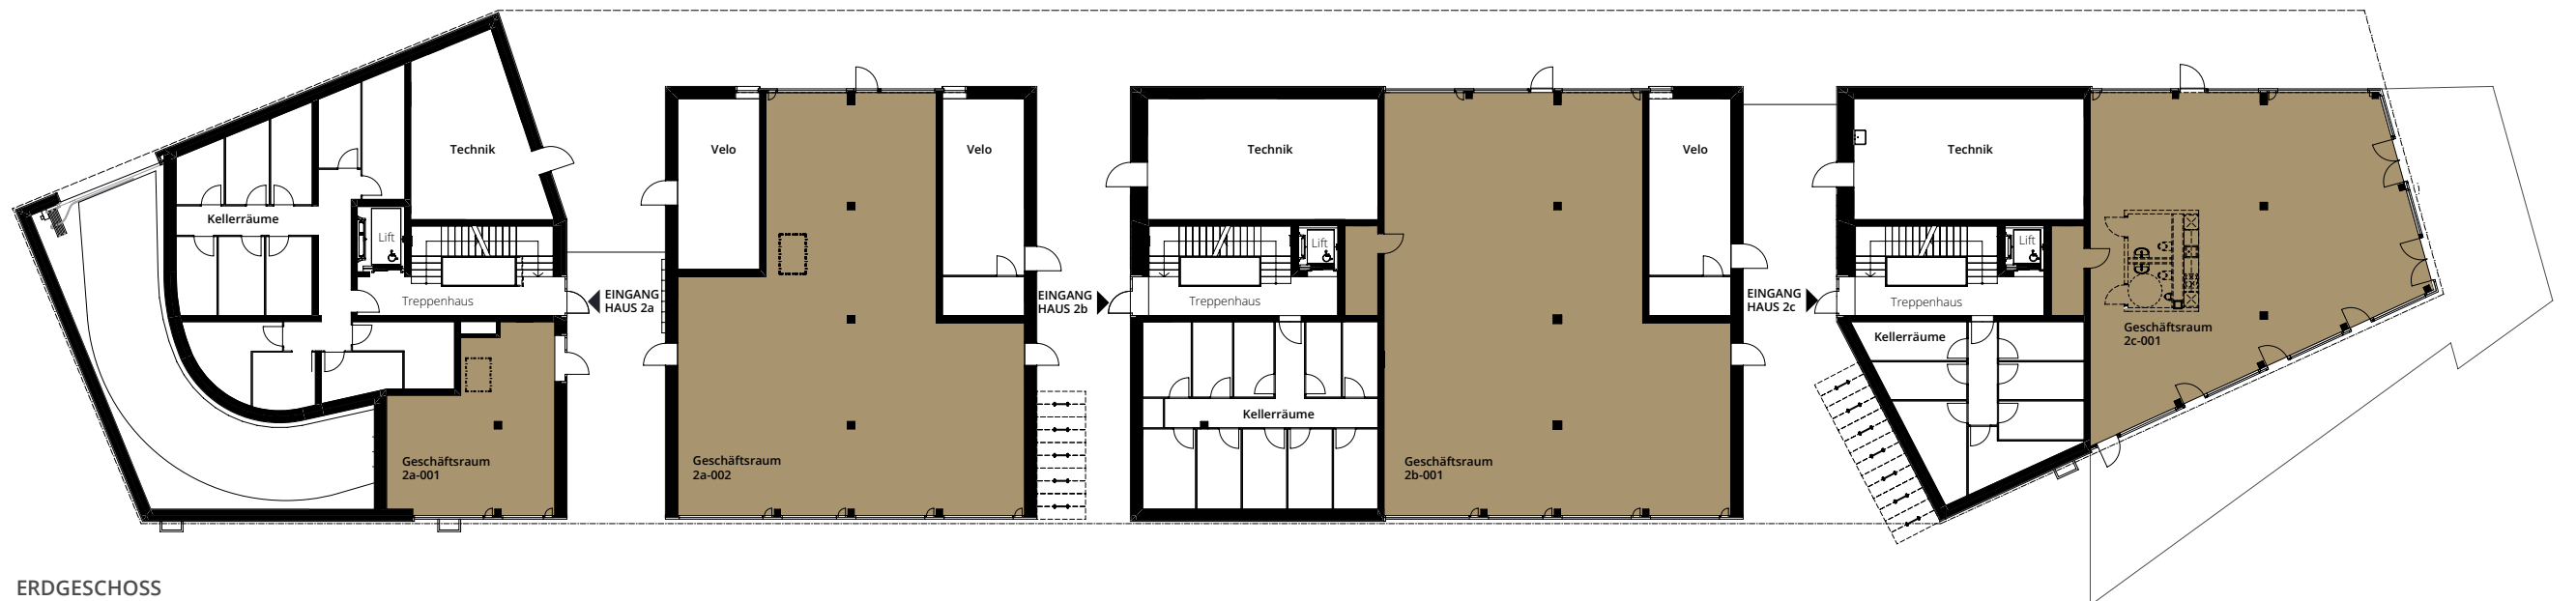 Technik
Kellerräume
Lift
Treppenhaus
EINGANG
HAUS 2a
Geschäftsraum
2a-001
Velo
Velo
Geschäftsraum
2a-002
EINGANG
HAUS 2b
Technik
Lift
Treppenhaus
Kellerräume
Velo
Geschäftsraum
2b-001
EINGANG
HAUS 2c
Technik
Lift
Treppenhaus
Kellerräume
Geschäftsraum
2c-001
ERDGESCHOSS